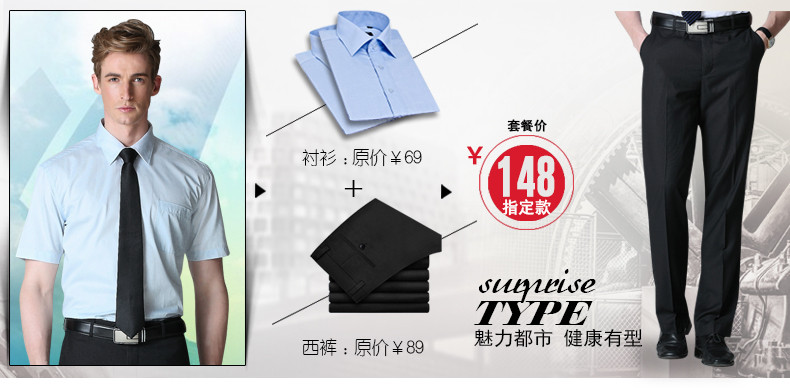 衬衫：原价￥69
+
西裤：原价￥89
套餐价
￥148
指定款
surprise
TYPE
魅力都市 健康有型